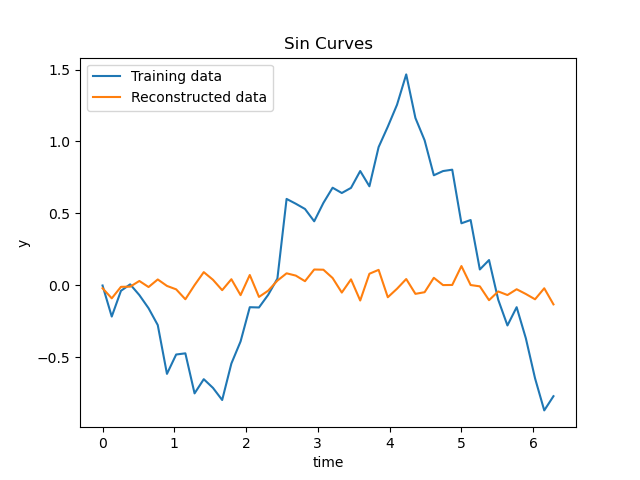 Sin Curves
Training data
Reconstructed data
1.5
1.0
0.5
0.0
−0.5
y
0 1 2 3 4 5 6
time